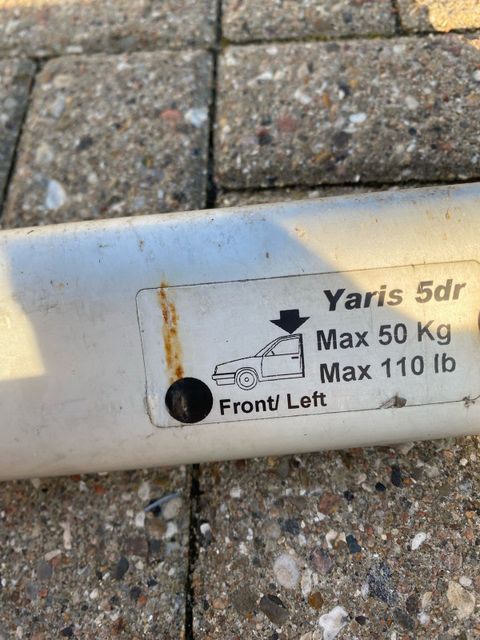 Yaris 5dr
Max 50 Kg
Max 110 lb
Front/ Left